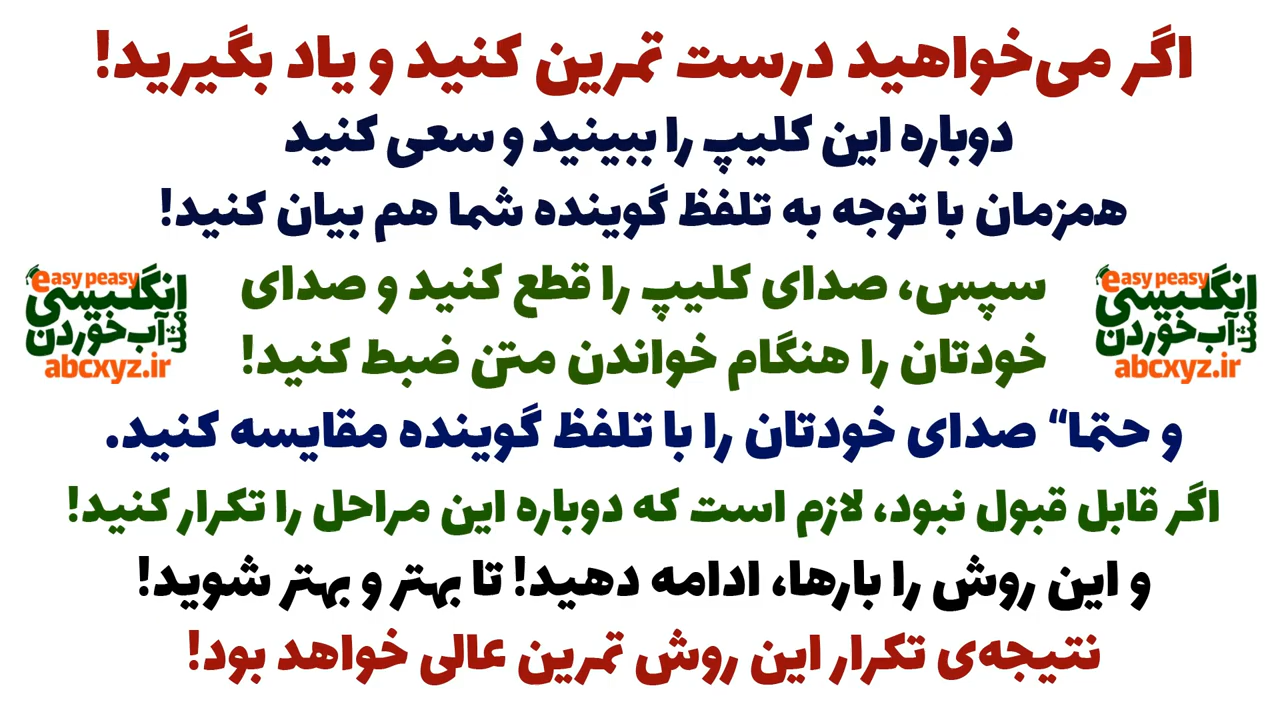 اگر می‌خواهید درست تمرین کنید و یاد بگیرید!
دوباره این کلیپ را ببینید و سعی کنید
همزمان با توجه به تلفظ گوینده شما هم بیان کنید!
سپس، صدای کلیپ را قطع کنید و صدای
خودتان را هنگام خواندن متن ضبط کنید!
و حتما“ صدای خودتان را با تلفظ گوینده مقایسه کنید.
اگر قابل قبول نبود، لازم است که دوباره این مراحل را تکرار کنید!
و این روش را بارها، ادامه دهید! تا بهتر و بهتر شوید!
نتیجه‌ی تکرار این روش تمرین عالی خواهد بود!
easy peasy
انگلیسی
مثل آب خوردن
abcxyz.ir
easy peasy
انگلیسی
مثل آب خوردن
abcxyz.ir